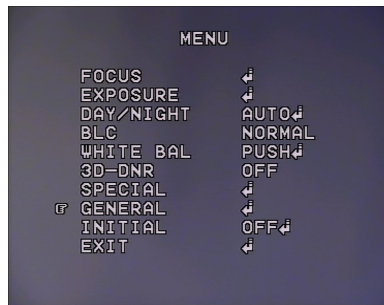 MENU
FOCUS ↲
EXPOSURE ↲
DAY/NIGHT AUTO↲
BLC NORMAL
WHITE BAL PUSH↲
3D-DNR OFF
SPECIAL ↲
☞ GENERAL ↲
INITIAL OFF↲
EXIT ↲